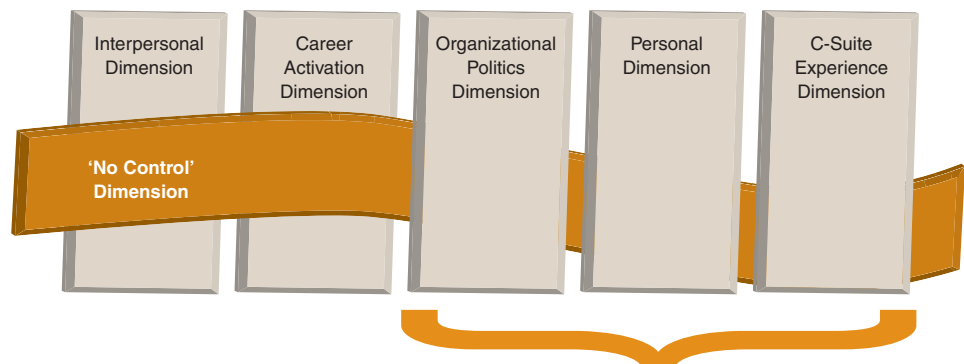 Interpersonal
Dimension
Career
Activation
Dimension
Organizational
Politics
Dimension
Personal
Dimension
C-Suite
Experience
Dimension
‘No Control’
Dimension